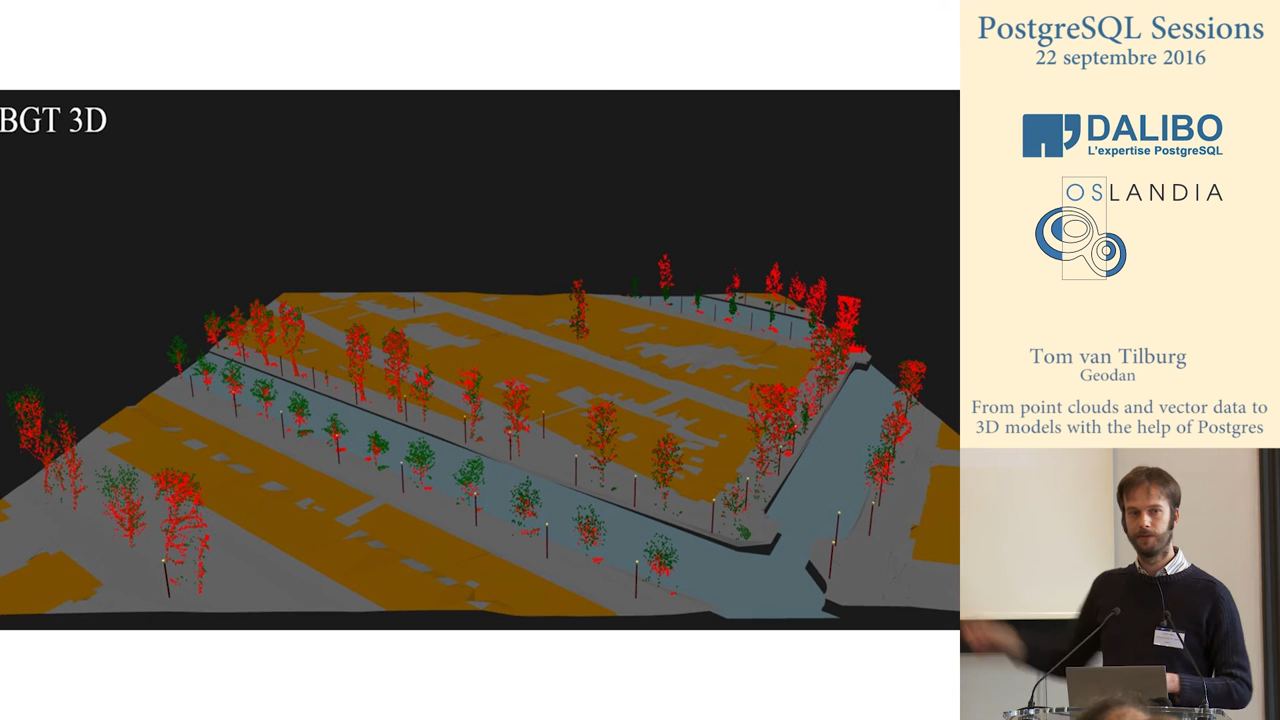 BGT 3D
PostgreSQL Sessions
22 septembre 2016
DALIBO
L'expertise PostgreSQL
OSLANDIA
Tom van Tilburg
Geodan
From point clouds and vector data to
3D models with the help of Postgres